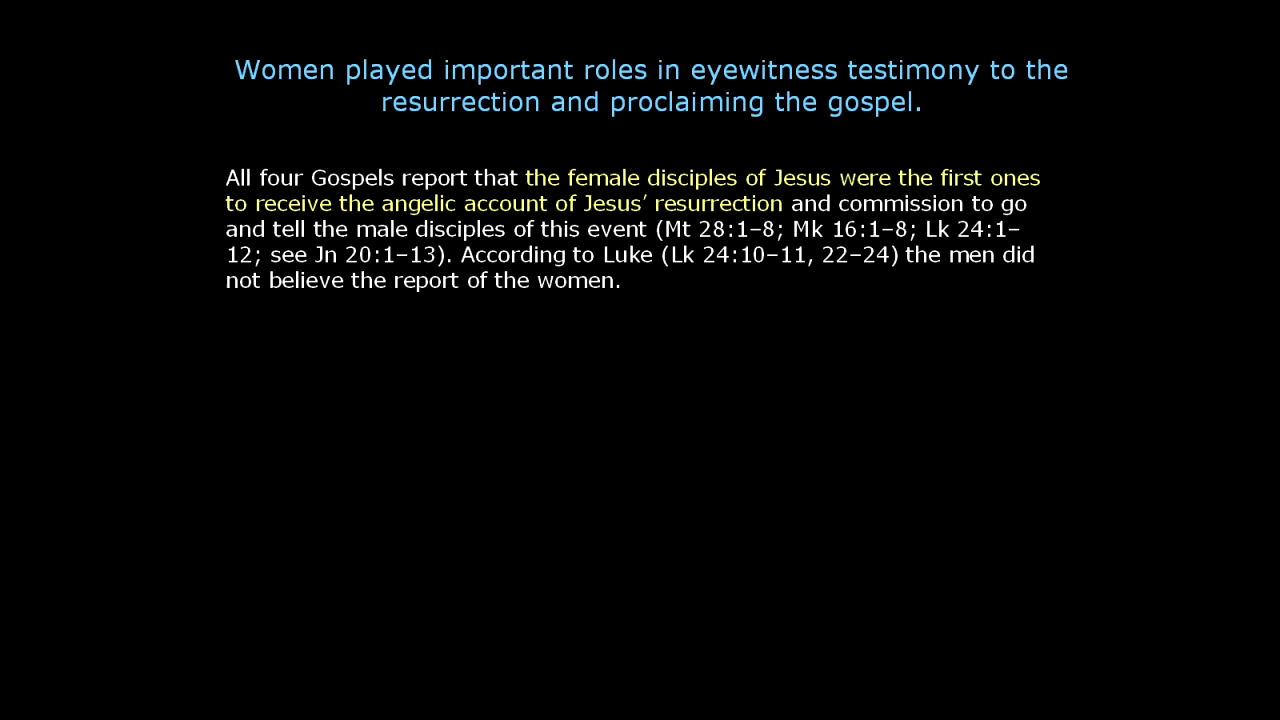 Women played important roles in eyewitness testimony to the
resurrection and proclaiming the gospel.
All four Gospels report that the female disciples of Jesus were the first ones
to receive the angelic account of Jesus’ resurrection and commission to go
and tell the male disciples of this event (Mt 28:1–8; Mk 16:1–8; Lk 24:1–
12; see Jn 20:1–13). According to Luke (Lk 24:10–11, 22–24) the men did
not believe the report of the women.